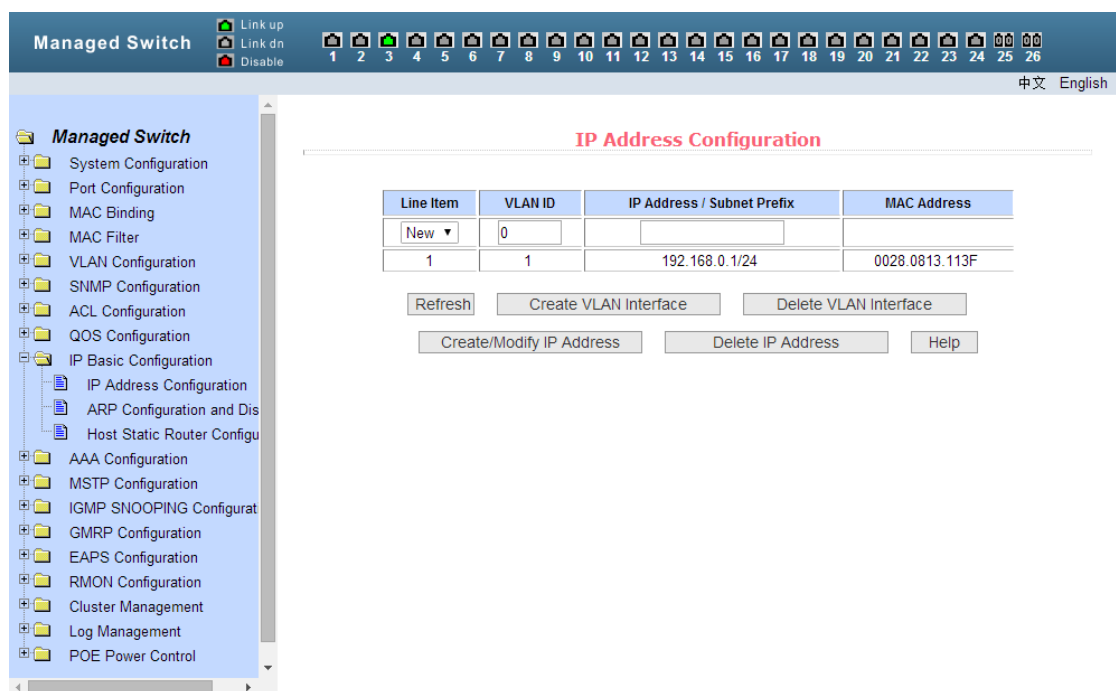 Managed Switch
Link up
Link dn
Disable
1 2 3 4 5 6 7 8 9 10 11 12 13 14 15 16 17 18 19 20 21 22 23 24 25 26
中文 English
Managed Switch
System Configuration
Port Configuration
MAC Binding
MAC Filter
VLAN Configuration
SNMP Configuration
ACL Configuration
QOS Configuration
IP Basic Configuration
IP Address Configuration
ARP Configuration and Dis
Host Static Router Configu
AAA Configuration
MSTP Configuration
IGMP SNOOPING Configurat
GMRP Configuration
EAPS Configuration
RMON Configuration
Cluster Management
Log Management
POE Power Control
IP Address Configuration
Line Item VLAN ID IP Address / Subnet Prefix MAC Address
New 0
1 1 192.168.0.1/24 0028.0813.113F
Refresh Create VLAN Interface Delete VLAN Interface
Create/Modify IP Address Delete IP Address Help